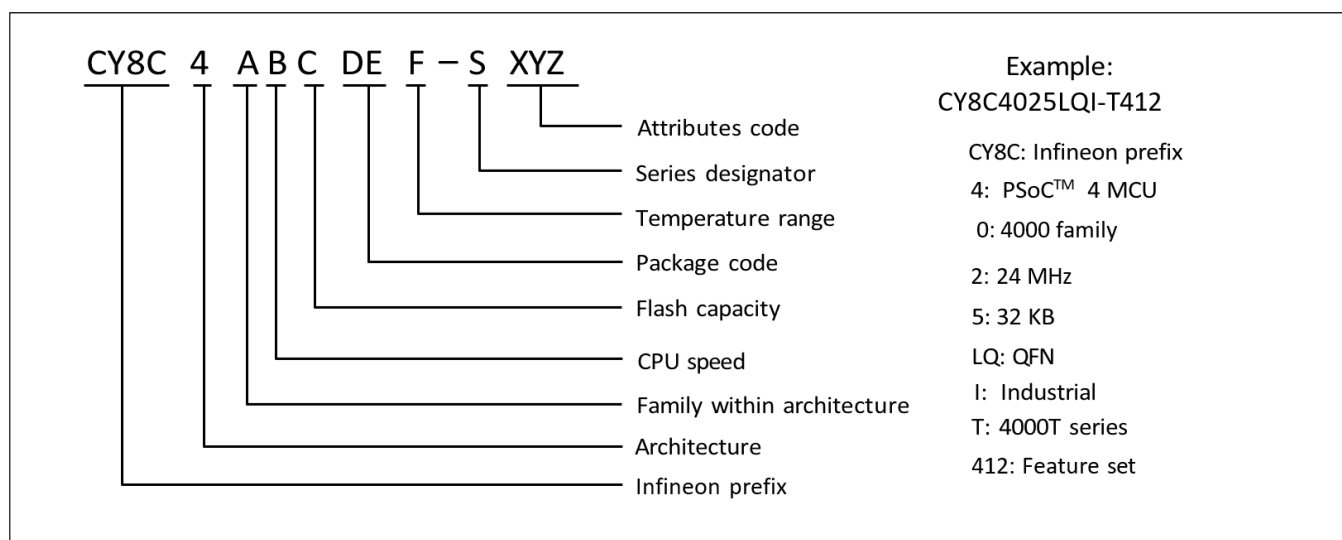 CY8C 4 A B C DE F – S XYZ
Attributes code
Series designator
Temperature range
Package code
Flash capacity
CPU speed
Family within architecture
Architecture
Infineon prefix
Example:
CY8C4025LQI-T412
CY8C: Infineon prefix
4: PSoC™ 4 MCU
0: 4000 family
2: 24 MHz
5: 32 KB
LQ: QFN
I: Industrial
T: 4000T series
412: Feature set